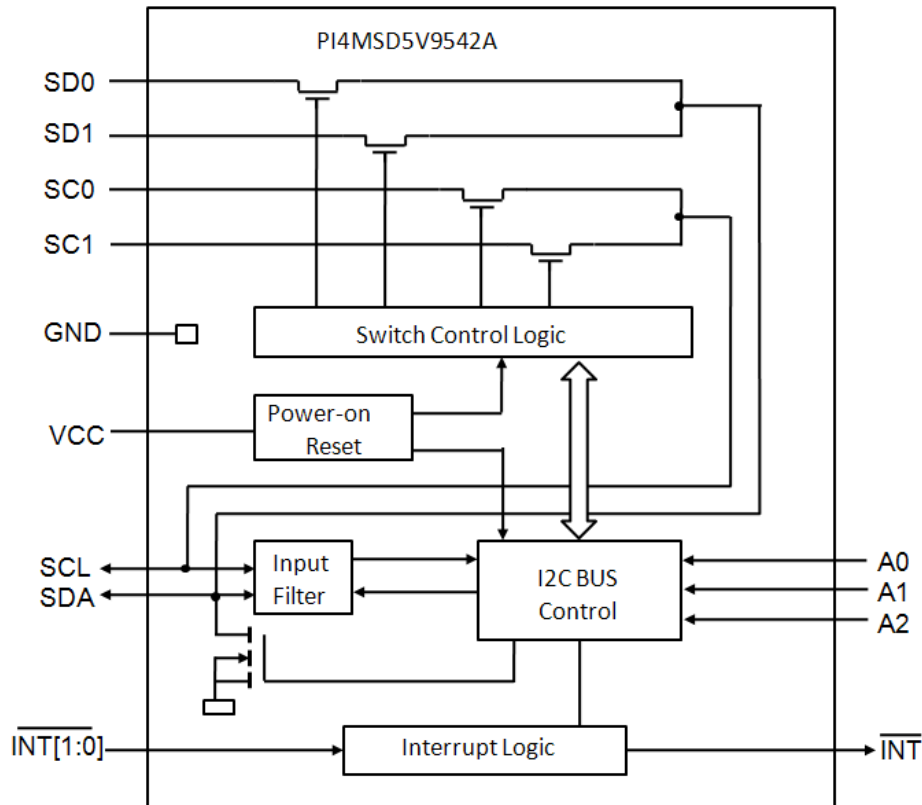 PI4MSD5V9542A
SD0
SD1
SC0
SC1
GND
Switch Control Logic
VCC
Power-on
Reset
SCL
SDA
Input
Filter
I2C BUS
Control
A0
A1
A2
INT[1:0]
Interrupt Logic
INT